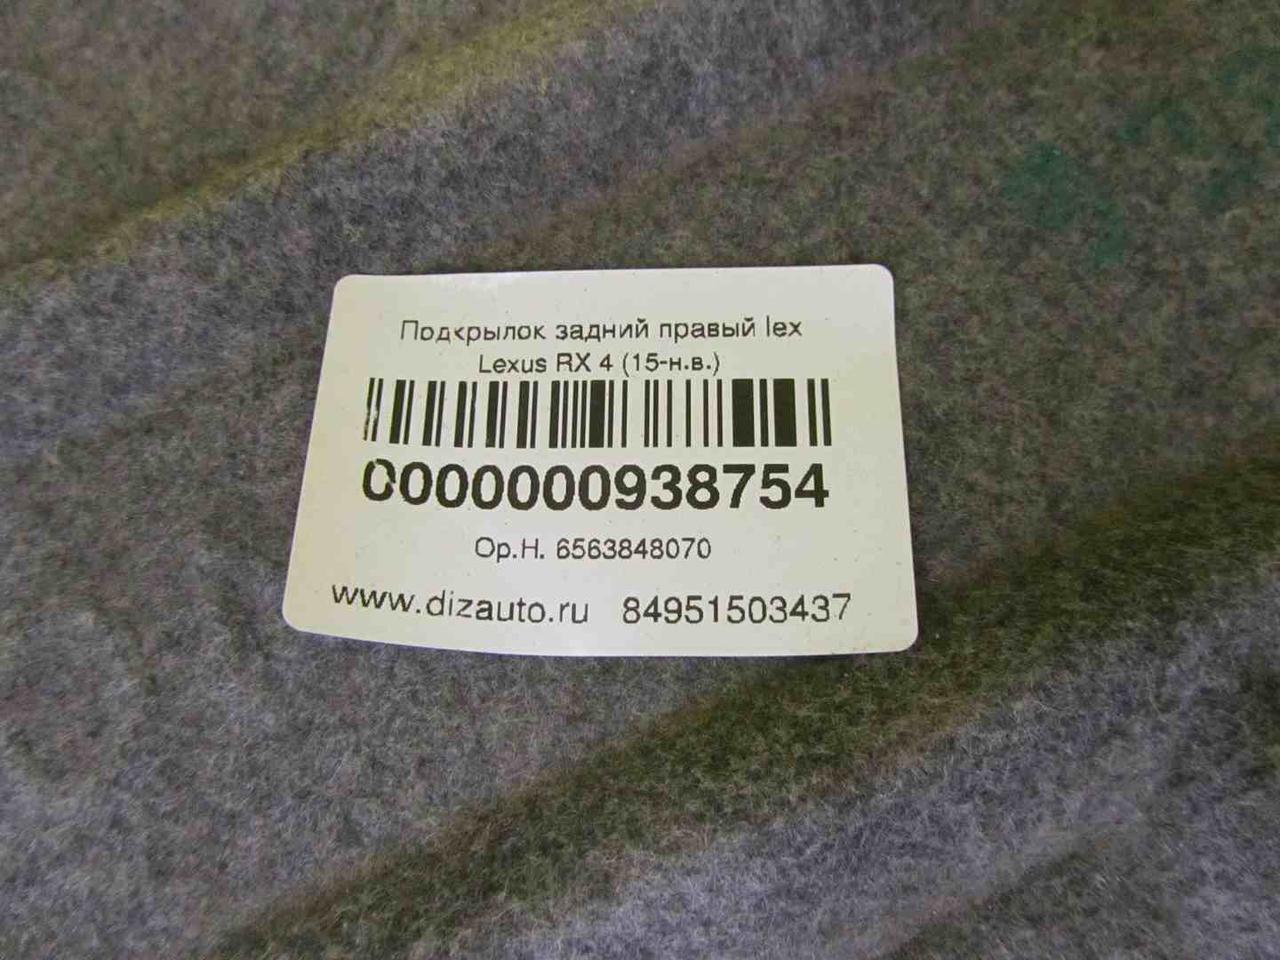 Подкрылок задний правый lex
Lexus RX 4 (15-н.в.)
0000000938754
Ор.Н. 6563848070
www.dizauto.ru 84951503437